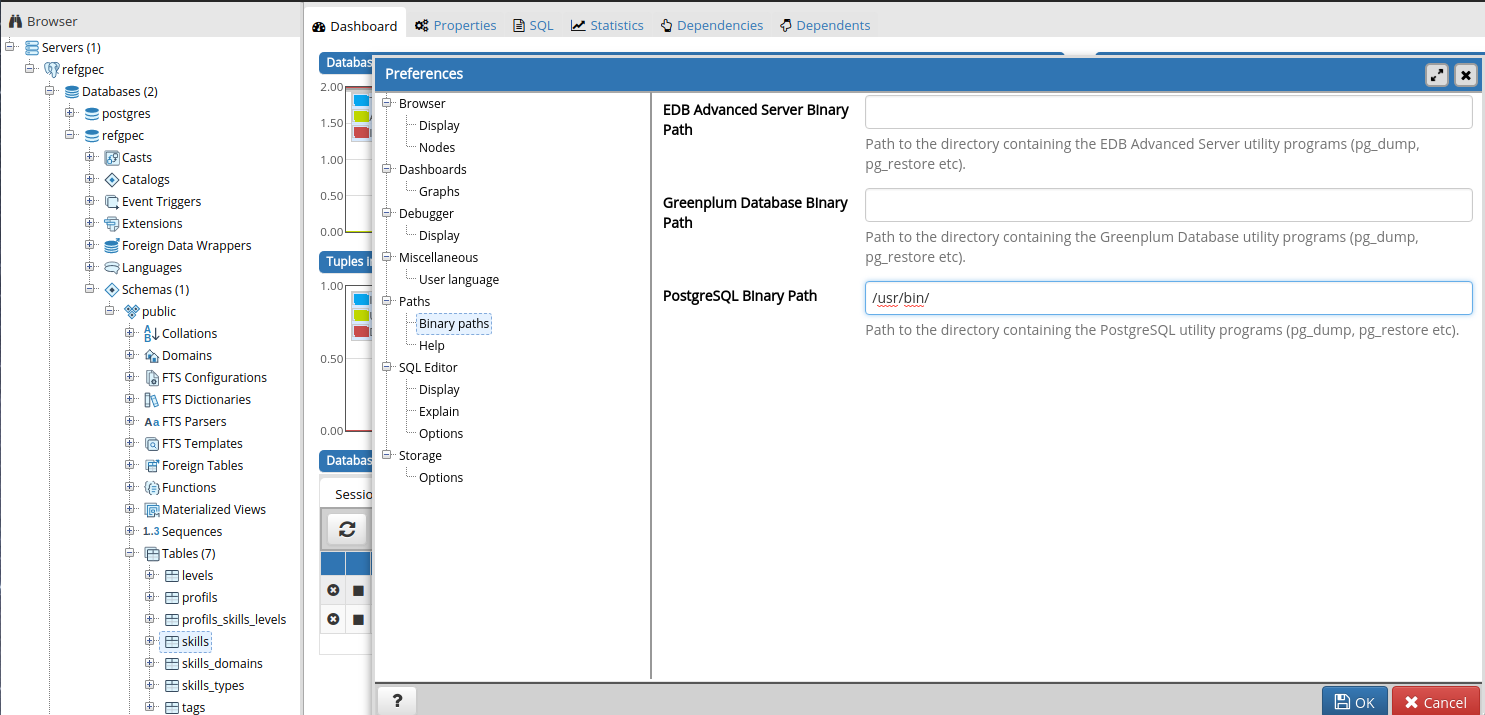 Browser
Servers (1)
refgpec
Databases (2)
postgres
refgpec
Casts
Catalogs
Event Triggers
Extensions
Foreign Data Wrappers
Languages
Schemas (1)
public
Collations
Domains
FTS Configurations
FTS Dictionaries
Aa FTS Parsers
FTS Templates
Foreign Tables
Functions
Materialized Views
1..3 Sequences
Tables (7)
levels
profils
profils_skills_levels
skills
skills_domains
skills_types
tags
Dashboard
Properties
SQL
Statistics
Dependencies
Dependents
Databas
2.00
1.50
1.00
0.50
0.00
Tuples
1.00
0.50
0.00
Databas
Sessio
Preferences
Browser
Display
Nodes
Dashboards
Graphs
Debugger
Display
Miscellaneous
User language
Paths
Binary paths
Help
SQL Editor
Display
Explain
Options
Storage
Options
EDB Advanced Server Binary
Path
Path to the directory containing the EDB Advanced Server utility programs (pg_dump,
pg_restore etc).
Greenplum Database Binary
Path
Path to the directory containing the Greenplum Database utility programs (pg_dump,
pg_restore etc).
PostgreSQL Binary Path
/usr/bin/
Path to the directory containing the PostgreSQL utility programs (pg_dump, pg_restore etc).
?
OK
Cancel